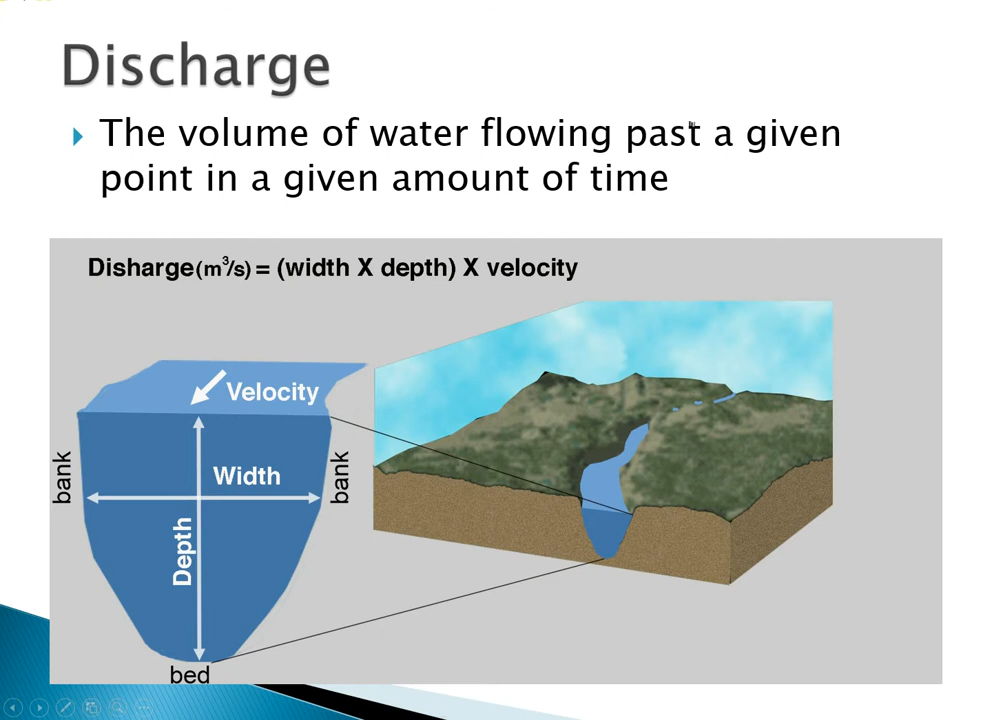 Discharge
The volume of water flowing past a given
point in a given amount of time
Disharge(m³/s) = (width X depth) X velocity
Velocity
Width
Depth
bank
bank
bed